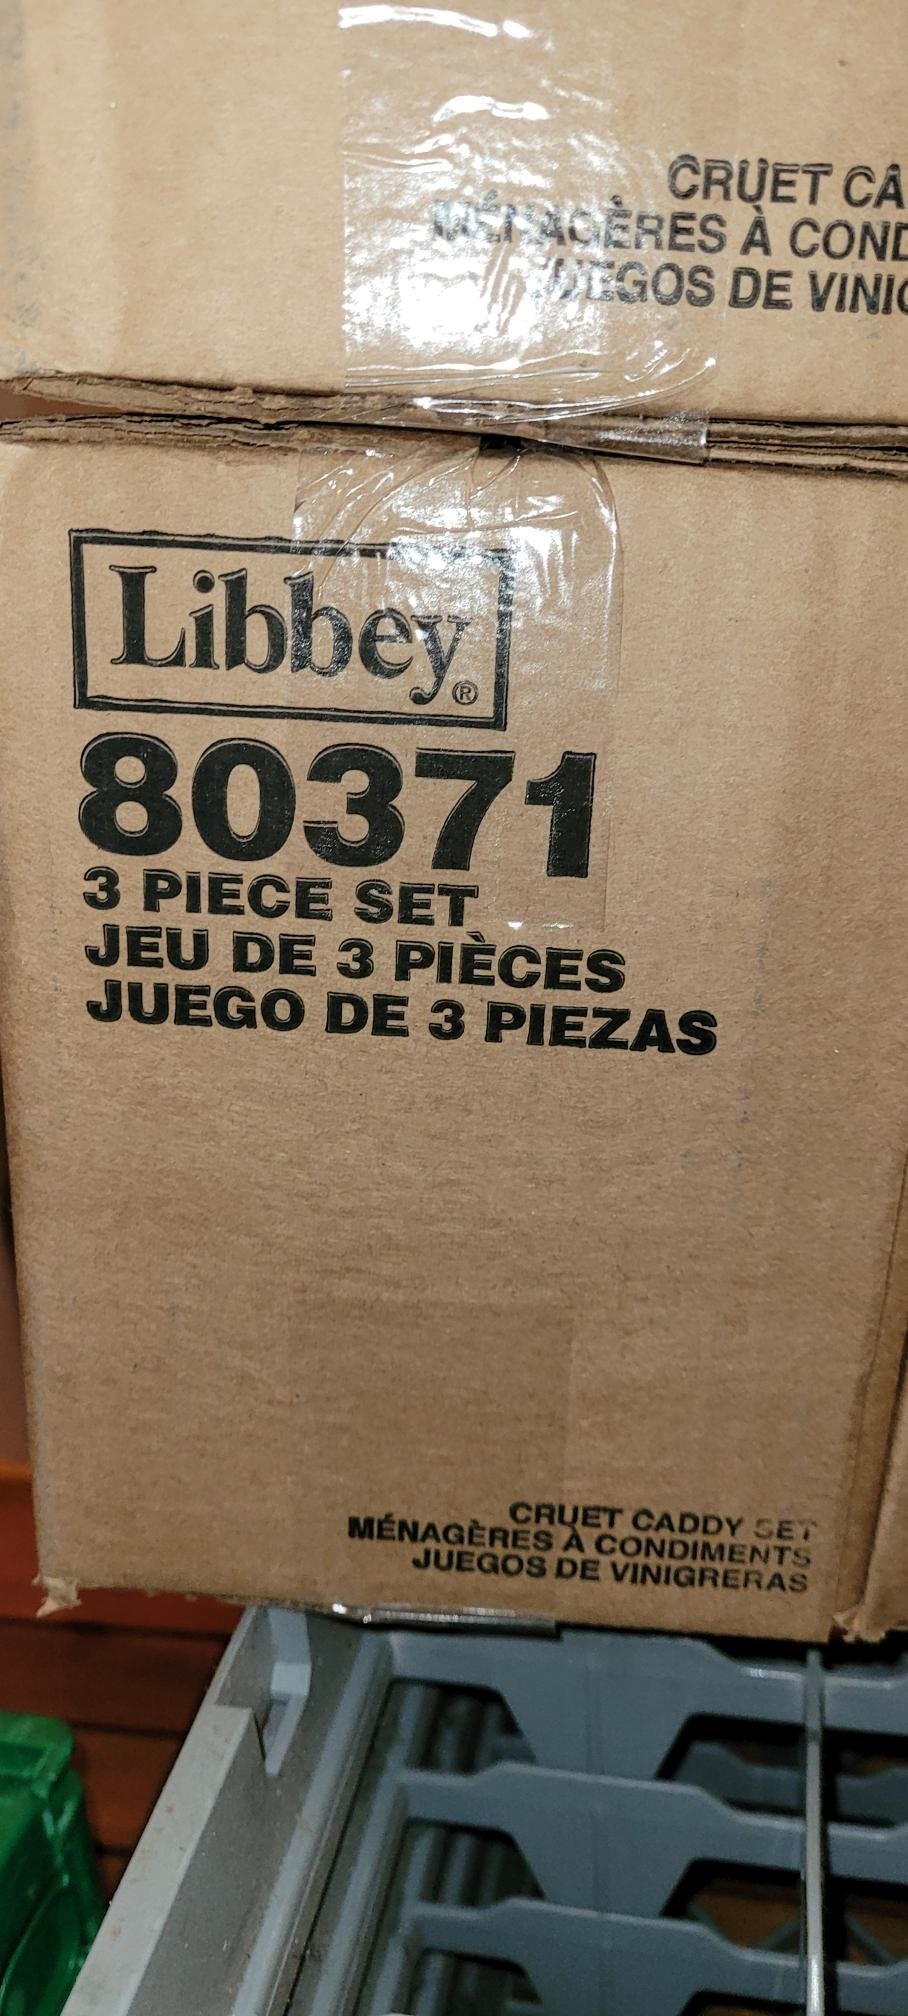 CRUET CA
MÉNAGÈRES À COND
JUEGOS DE VINIG
Libbey®
80371
3 PIECE SET
JEU DE 3 PIÈCES
JUEGO DE 3 PIEZAS
CRUET CADDY SET
MÉNAGÈRES À CONDIMENTS
JUEGOS DE VINIGRERAS